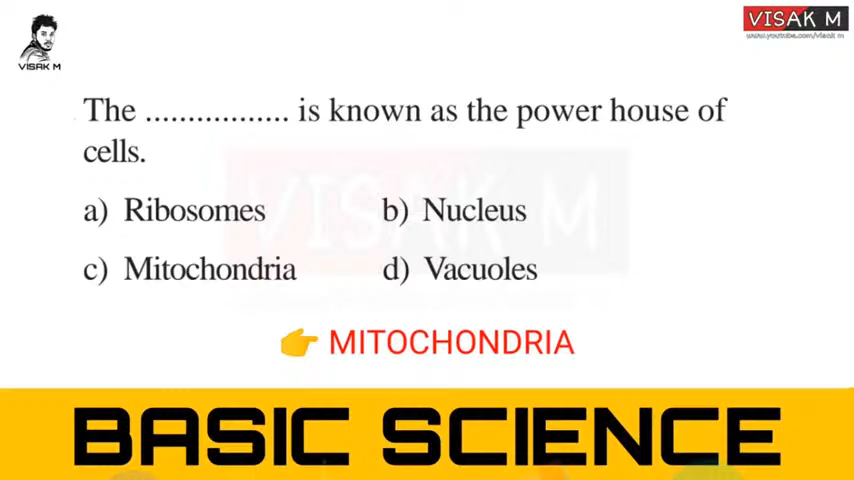 VISAK M
www.youtube.com/visak m
VISAK M
The ................. is known as the power house of
cells.
a) Ribosomes b) Nucleus
c) Mitochondria d) Vacuoles
VISAK M
👉 MITOCHONDRIA
BASIC SCIENCE